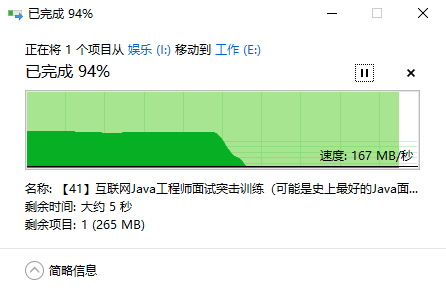 已完成 94%
正在将 1 个项目从 娱乐 (I:) 移动到 工作 (E:)
已完成 94%
速度: 167 MB/秒
名称: 【41】互联网Java工程师面试突击训练（可能是史上最好的Java面...
剩余时间: 大约 5 秒
剩余项目: 1 (265 MB)
简略信息